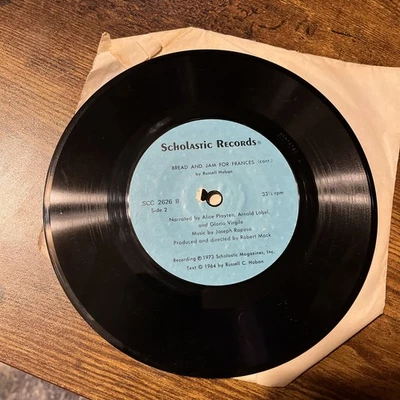 SCHOLASTIC RECORDS®
BREAD AND JAM FOR FRANCES (cont.)
by Russell Hoban
SCC 2626 B
33⅓ rpm
Side 2
Narrated by Alice Playten, Arnold Lobel,
and Gloria Virgile
Music by Joseph Raposo
Produced and directed by Robert Mack
Recording ℗ 1973 Scholastic Magazines, Inc.
Text © 1964 by Russell C. Hoban